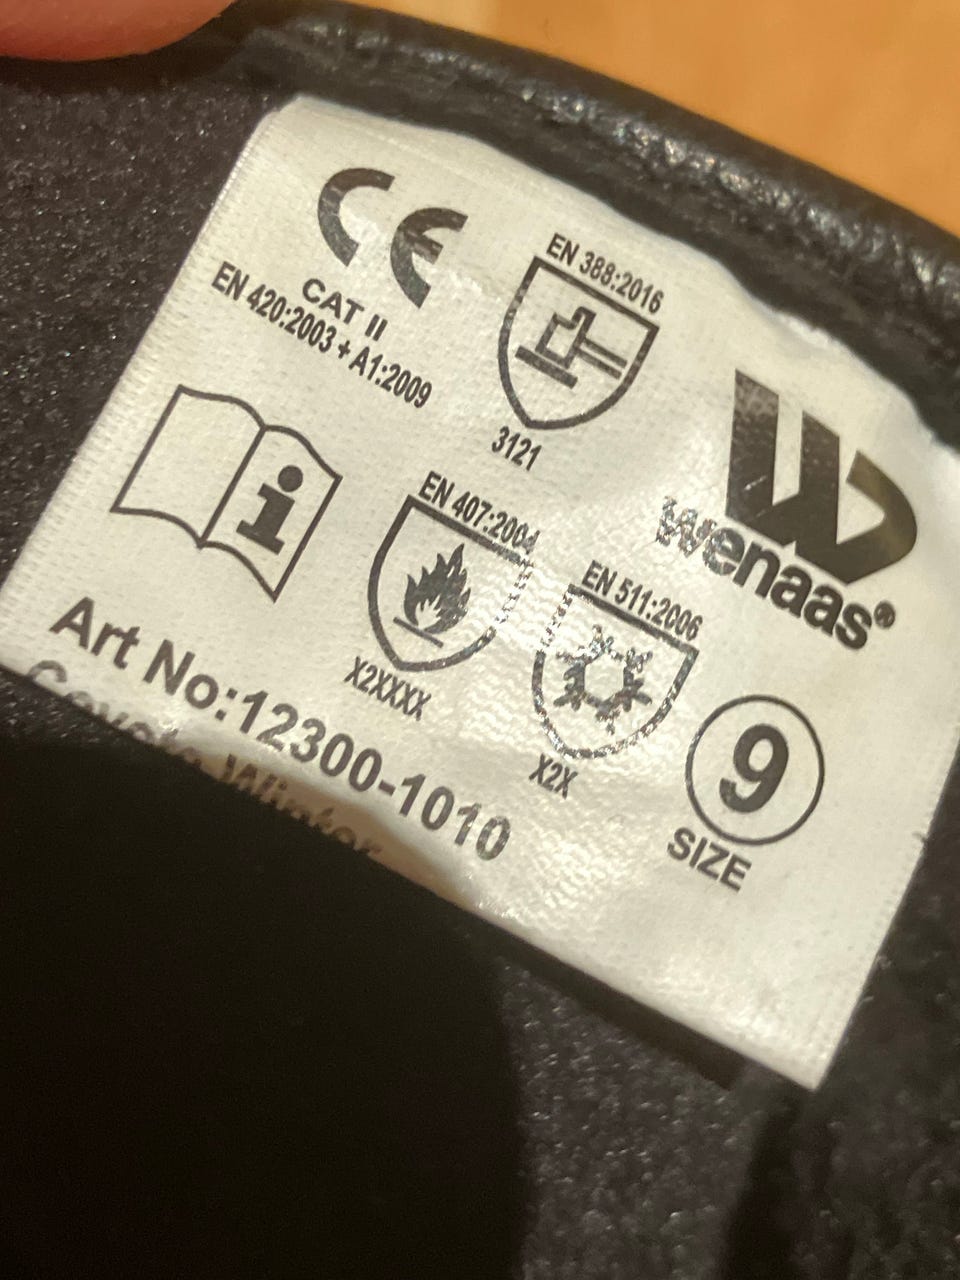 CE
CAT II
EN 420:2003 + A1:2009
EN 388:2016
3121
wenaas®
EN 407:2004
X2XXXX
EN 511:2006
X2X
9
SIZE
Art No:12300-1010
Winter